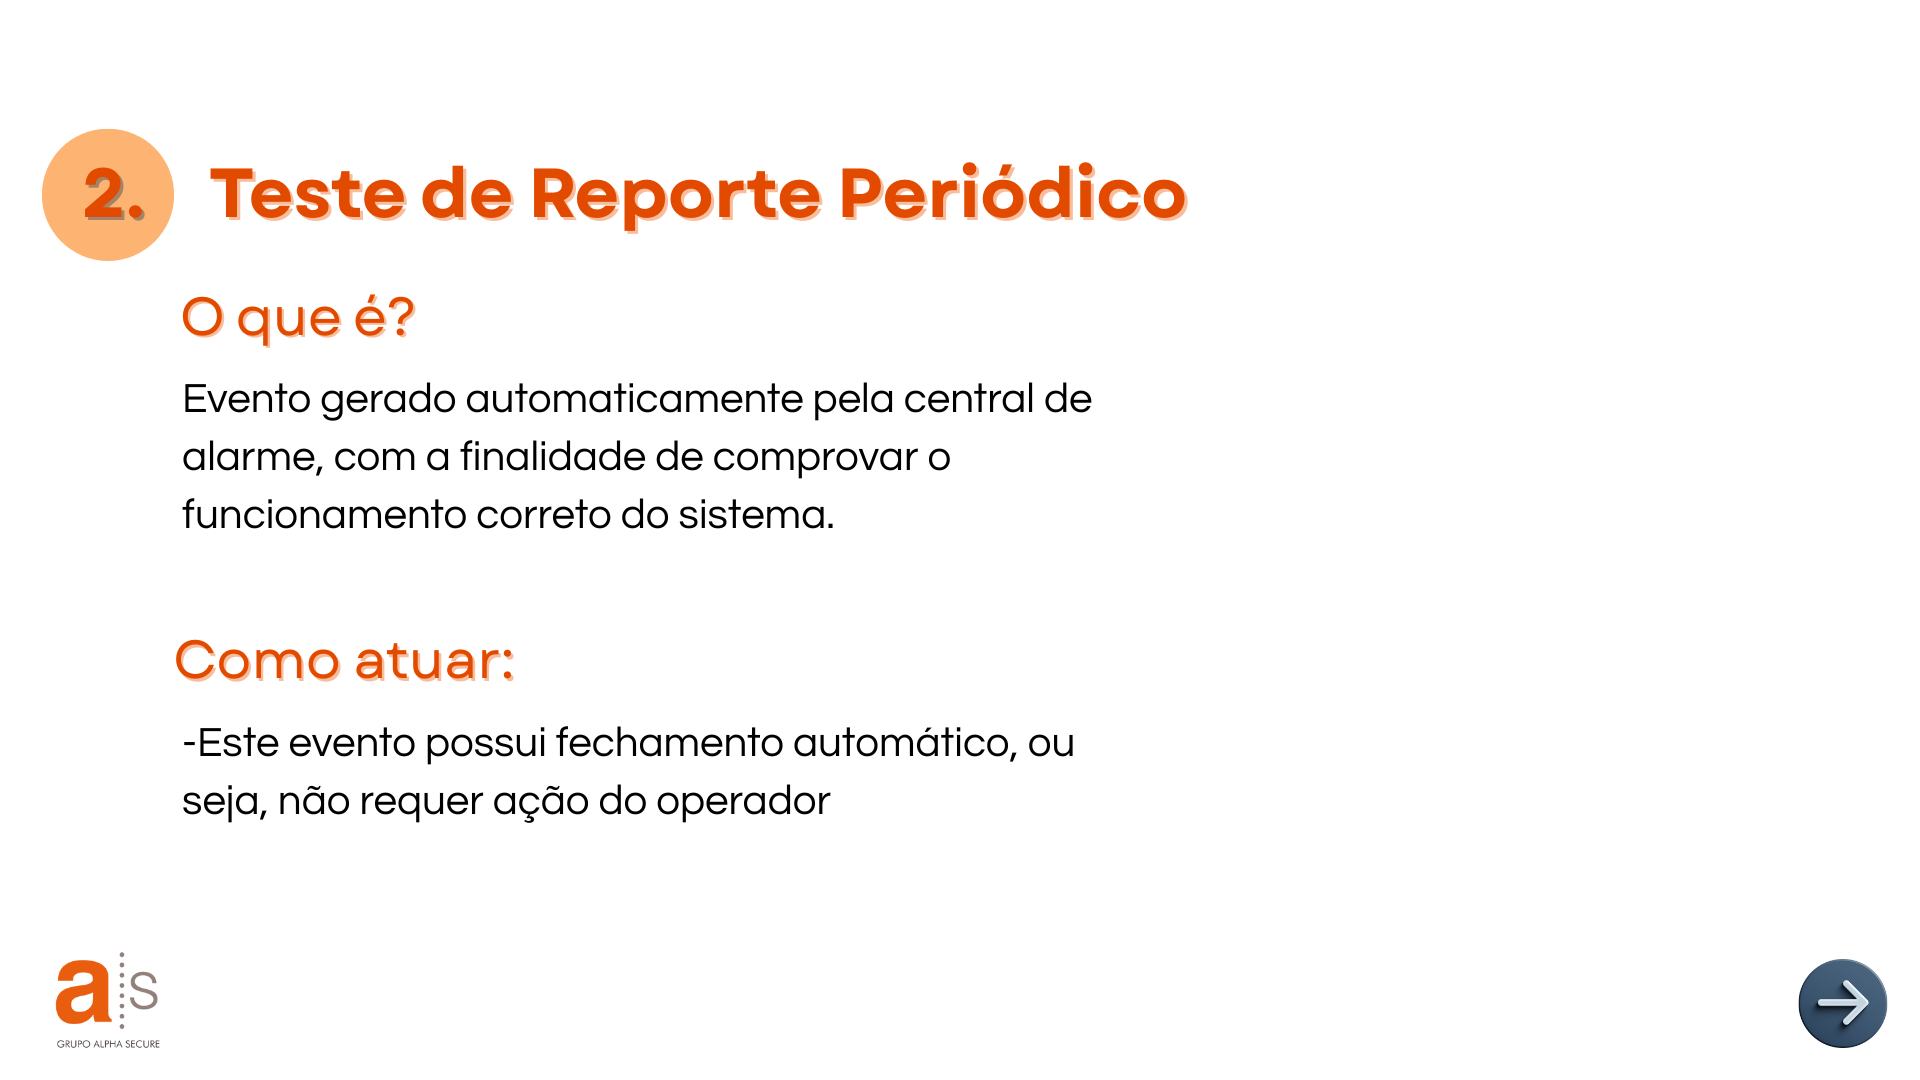 2. Teste de Reporte Periódico
O que é?
Evento gerado automaticamente pela central de
alarme, com a finalidade de comprovar o
funcionamento correto do sistema.
Como atuar:
-Este evento possui fechamento automático, ou
seja, não requer ação do operador
a s
GRUPO ALPHA SECURE